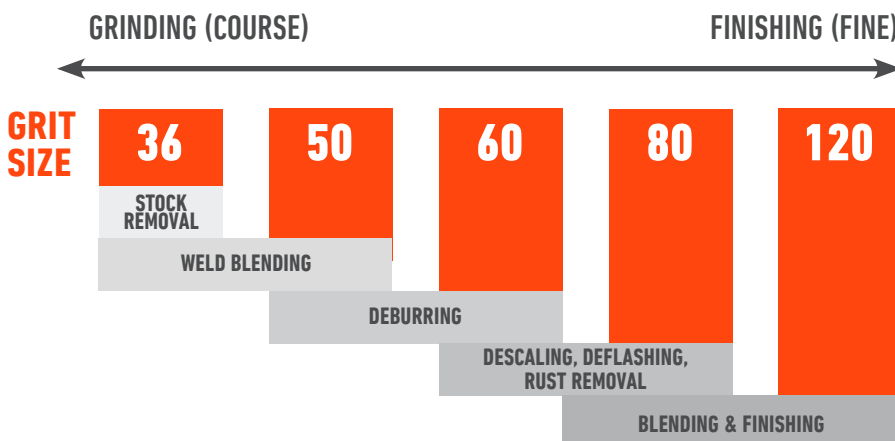 GRINDING (COURSE)
FINISHING (FINE)
GRIT
SIZE
36
50
60
80
120
STOCK
REMOVAL
WELD BLENDING
DEBURRING
DESCALING, DEFLASHING,
RUST REMOVAL
BLENDING & FINISHING